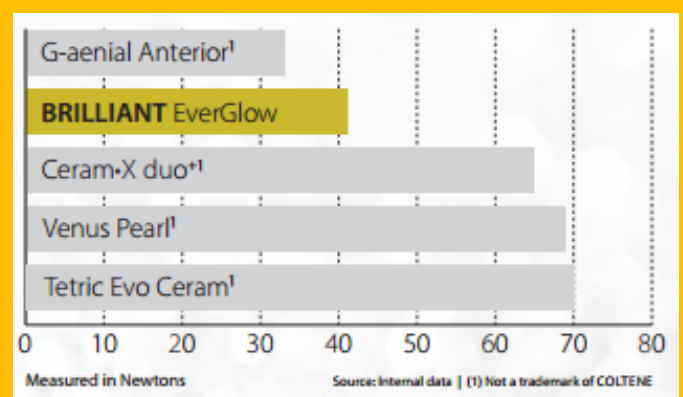 G-aenial Anterior¹
BRILLIANT EverGlow
Ceram•X duo⁺¹
Venus Pearl¹
Tetric Evo Ceram¹
0 10 20 30 40 50 60 70 80
Measured in Newtons Source: Internal data | (1) Not a trademark of COLTENE